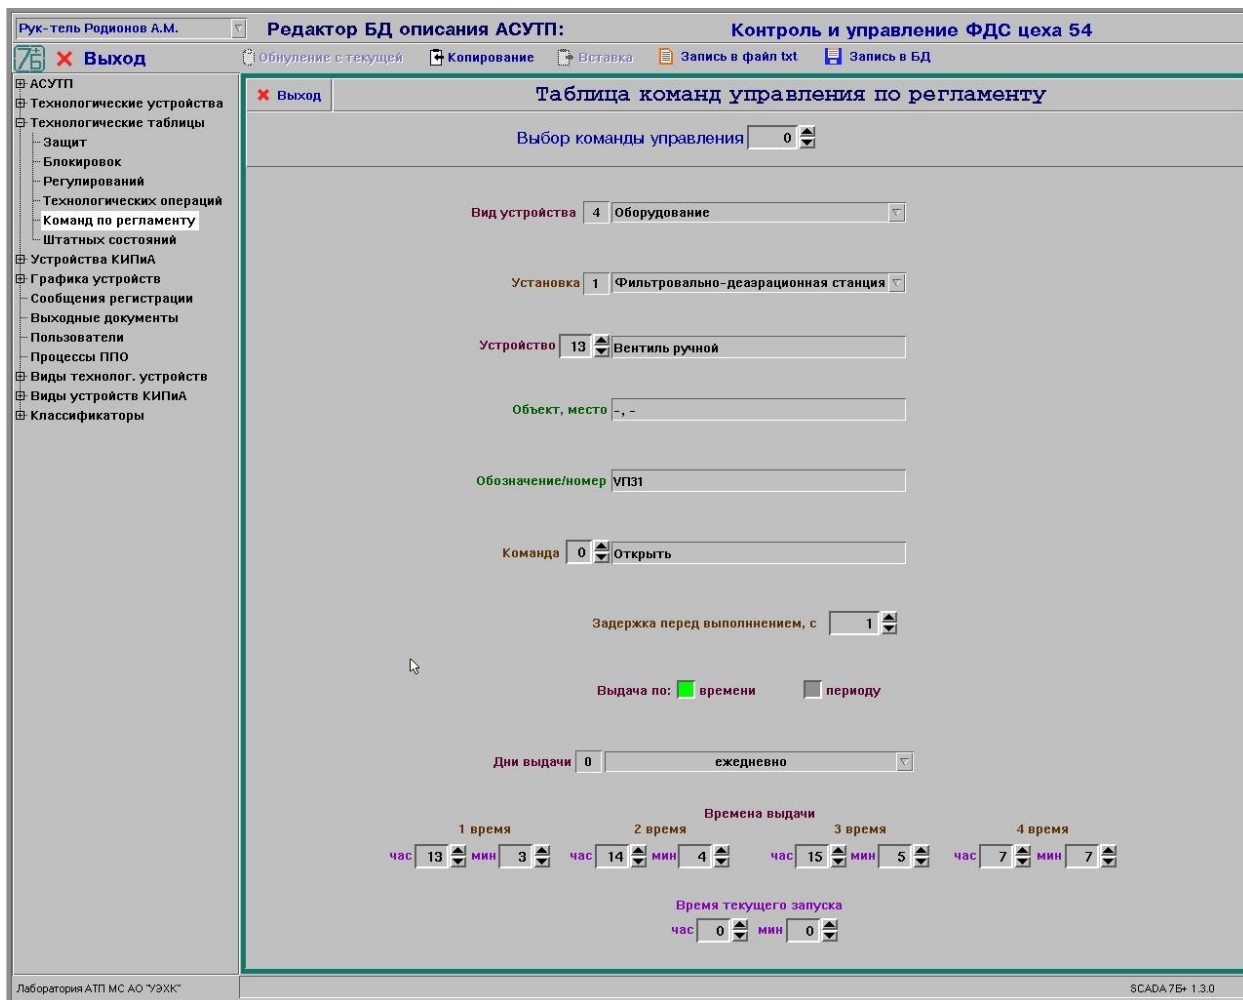 Рук-тель Родионов А.М.
Редактор БД описания АСУТП:
Контроль и управление ФДС цеха 54
7Б+ Выход
Обнуление с текущей
Копирование
Вставка
Запись в файл txt
Запись в БД
АСУТП
Технологические устройства
Технологические таблицы
Защит
Блокировок
Регулирований
Технологических операций
Команд по регламенту
Штатных состояний
Устройства КИПиА
Графика устройств
Сообщения регистрации
Выходные документы
Пользователи
Процессы ППО
Виды технолог. устройств
Виды устройств КИПиА
Классификаторы
Выход
Таблица команд управления по регламенту
Выбор команды управления 0
Вид устройства 4 Оборудование
Установка 1 Фильтровально-деаэрационная станция
Устройство 13 Вентиль ручной
Объект, место -, -
Обозначение/номер VП31
Команда 0 Открыть
Задержка перед выполннением, с 1
Выдача по: времени периоду
Дни выдачи 0 ежедневно
Времена выдачи
1 время 2 время 3 время 4 время
час 13 мин 3 час 14 мин 4 час 15 мин 5 час 7 мин 7
Время текущего запуска
час 0 мин 0
Лаборатория АТП МС АО "УЭХК"
SCADA 7Б+ 1.3.0